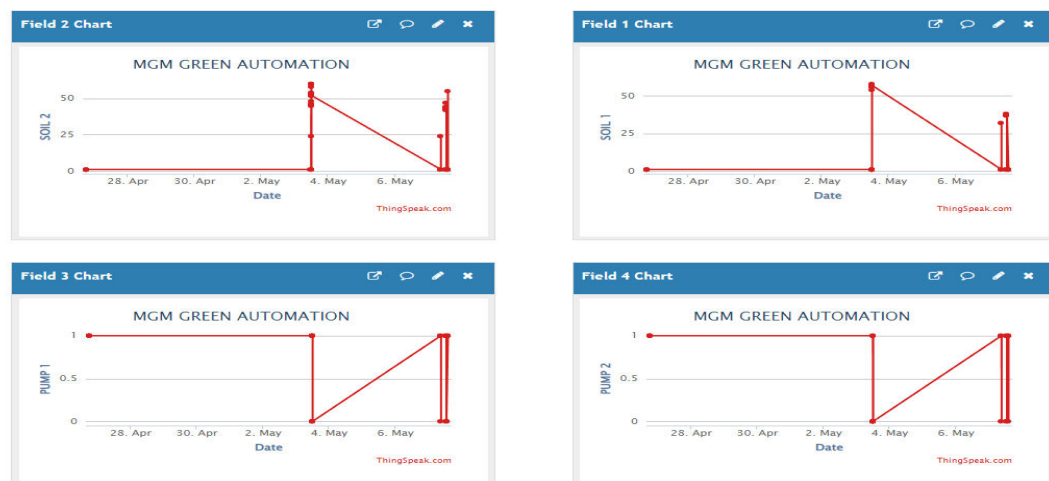 Field 2 Chart
MGM GREEN AUTOMATION
SOIL 2
50
25
0
28. Apr 30. Apr 2. May 4. May 6. May
Date
ThingSpeak.com
Field 1 Chart
MGM GREEN AUTOMATION
SOIL 1
50
25
0
28. Apr 30. Apr 2. May 4. May 6. May
Date
ThingSpeak.com
Field 3 Chart
MGM GREEN AUTOMATION
PUMP 1
1
0.5
0
28. Apr 30. Apr 2. May 4. May 6. May
Date
ThingSpeak.com
Field 4 Chart
MGM GREEN AUTOMATION
PUMP 2
1
0.5
0
28. Apr 30. Apr 2. May 4. May 6. May
Date
ThingSpeak.com